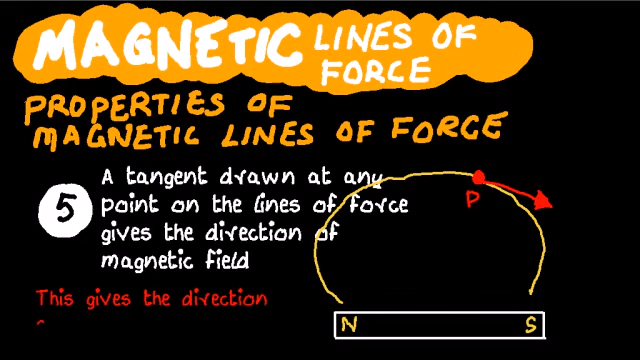 MAGNETIC LINES OF
FORCE
PROPERTIES OF
MAGNETIC LINES OF FORCE
5
A tangent drawn at any
point on the lines of force
gives the direction of
magnetic field
This gives the direction
P
N S